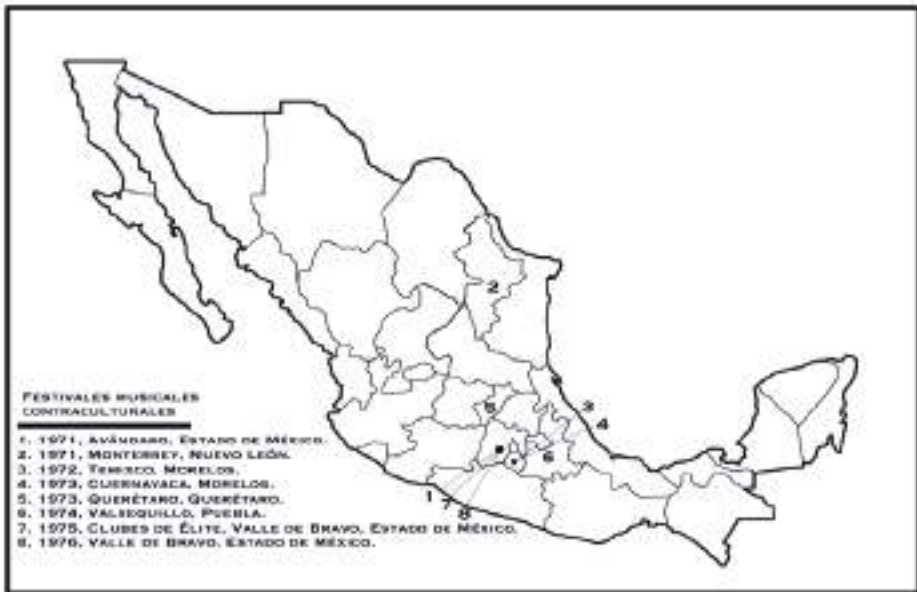 2
3
4
5
6
1
7
8
FESTIVALES MUSICALES
CONTRACULTURALES
1. 1971, AVÁNDARO, ESTADO DE MÉXICO.
2. 1971, MONTERREY, NUEVO LEÓN.
3. 1972, TEMIXCO, MORELOS.
4. 1973, CUERNAVACA, MORELOS.
5. 1973, QUERÉTARO, QUERÉTARO.
6. 1974, VALSEQUILLO, PUEBLA.
7. 1975, CLUBES DE ÉLITE, VALLE DE BRAVO, ESTADO DE MÉXICO.
8. 1976, VALLE DE BRAVO, ESTADO DE MÉXICO.